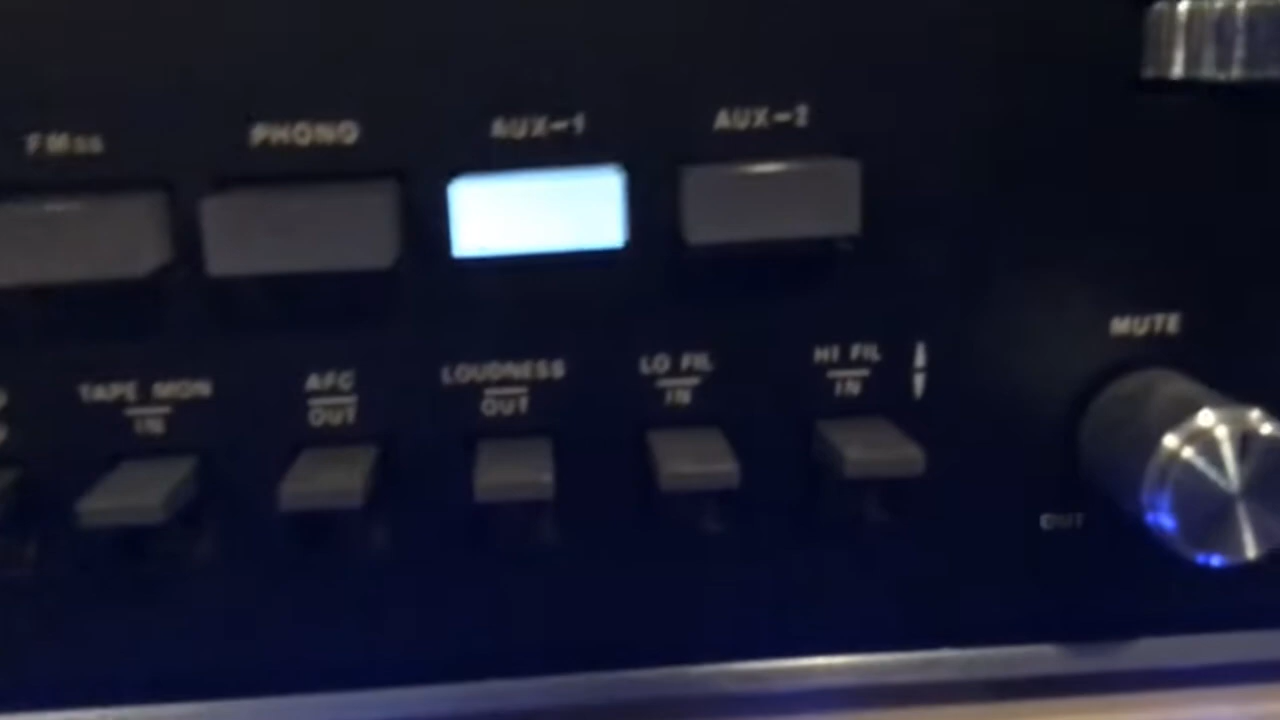 PHONO
AUX-1
AUX-2
TAPE MON
IN
AFC
OUT
LOUDNESS
OUT
LO FIL
IN
HI FIL
IN
MUTE
OUT